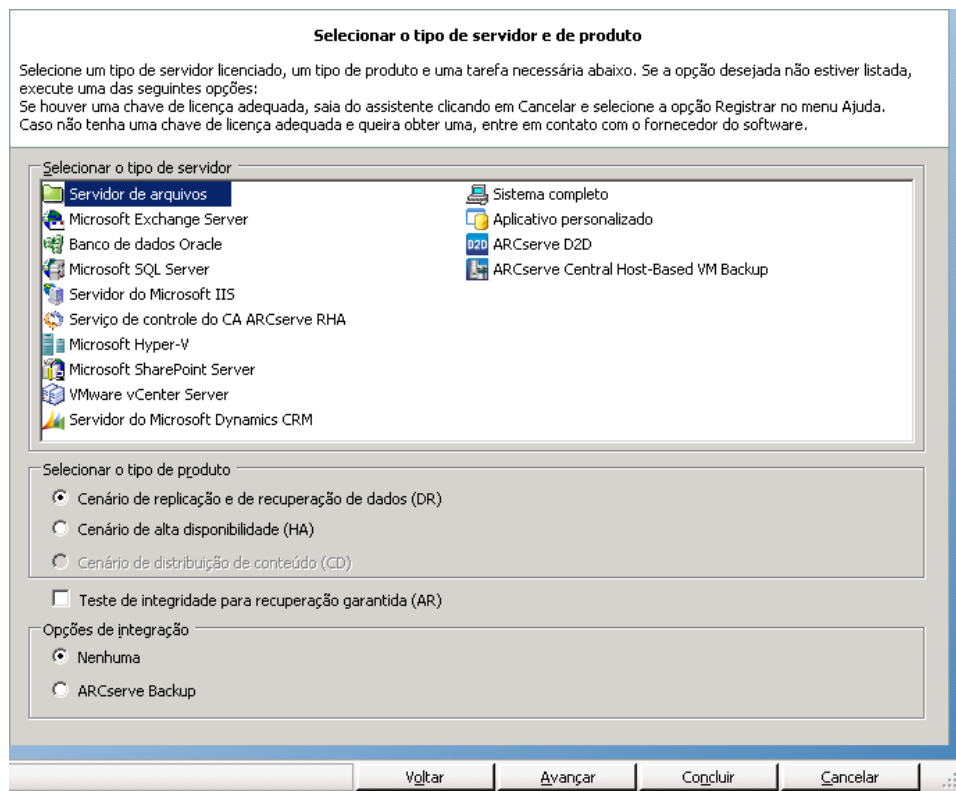 Selecionar o tipo de servidor e de produto
Selecione um tipo de servidor licenciado, um tipo de produto e uma tarefa necessária abaixo. Se a opção desejada não estiver listada,
execute uma das seguintes opções:
Se houver uma chave de licença adequada, saia do assistente clicando em Cancelar e selecione a opção Registrar no menu Ajuda.
Caso não tenha uma chave de licença adequada e queira obter uma, entre em contato com o fornecedor do software.
Selecionar o tipo de servidor
Servidor de arquivos
Microsoft Exchange Server
Banco de dados Oracle
Microsoft SQL Server
Servidor do Microsoft IIS
Serviço de controle do CA ARCserve RHA
Microsoft Hyper-V
Microsoft SharePoint Server
VMware vCenter Server
Servidor do Microsoft Dynamics CRM
Sistema completo
Aplicativo personalizado
D2D ARCserve D2D
ARCserve Central Host-Based VM Backup
Selecionar o tipo de produto
Cenário de replicação e de recuperação de dados (DR)
Cenário de alta disponibilidade (HA)
Cenário de distribuição de conteúdo (CD)
Teste de integridade para recuperação garantida (AR)
Opções de integração
Nenhuma
ARCserve Backup
Voltar
Avançar
Concluir
Cancelar